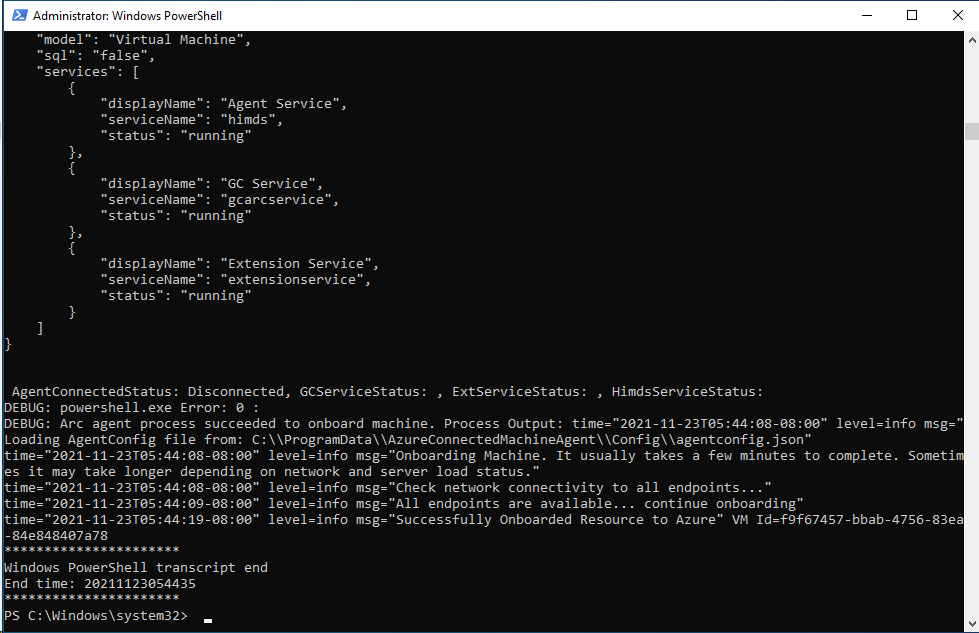 Administrator: Windows PowerShell
    "model": "Virtual Machine",
    "sql": "false",
    "services": [
        {
            "displayName": "Agent Service",
            "serviceName": "himds",
            "status": "running"
        },
        {
            "displayName": "GC Service",
            "serviceName": "gcarcservice",
            "status": "running"
        },
        {
            "displayName": "Extension Service",
            "serviceName": "extensionservice",
            "status": "running"
        }
    ]
}
 AgentConnectedStatus: Disconnected, GCServiceStatus: , ExtServiceStatus: , HimdsServiceStatus:
DEBUG: powershell.exe Error: 0 :
DEBUG: Arc agent process succeeded to onboard machine. Process Output: time="2021-11-23T05:44:08-08:00" level=info msg="
Loading AgentConfig file from: C:\\ProgramData\\AzureConnectedMachineAgent\\Config\\agentconfig.json"
time="2021-11-23T05:44:08-08:00" level=info msg="Onboarding Machine. It usually takes a few minutes to complete. Sometim
es it may take longer depending on network and server load status."
time="2021-11-23T05:44:08-08:00" level=info msg="Check network connectivity to all endpoints..."
time="2021-11-23T05:44:09-08:00" level=info msg="All endpoints are available... continue onboarding"
time="2021-11-23T05:44:19-08:00" level=info msg="Successfully Onboarded Resource to Azure" VM Id=f9f67457-bbab-4756-83ea
-84e848407a78
**********************
Windows PowerShell transcript end
End time: 20211123054435
**********************
PS C:\Windows\system32>